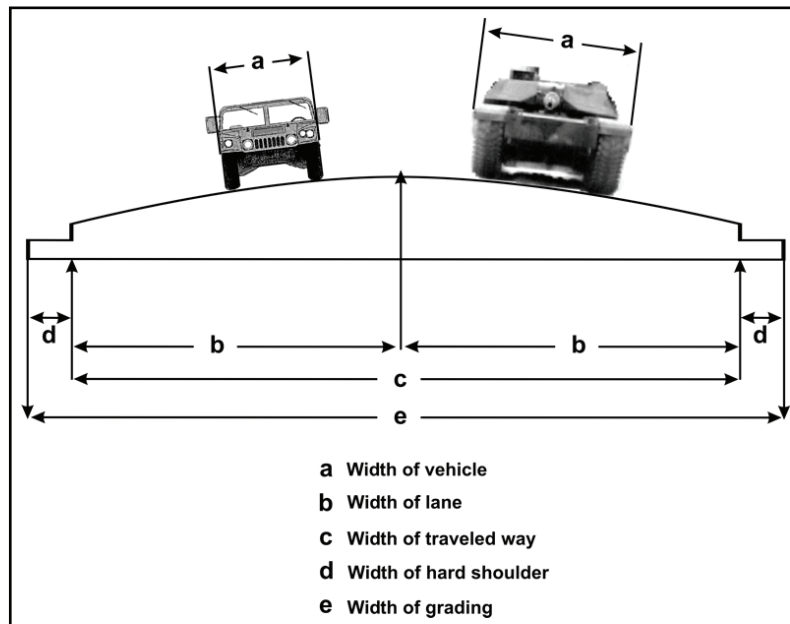 a
a
d
b
b
d
c
e
a Width of vehicle
b Width of lane
c Width of traveled way
d Width of hard shoulder
e Width of grading